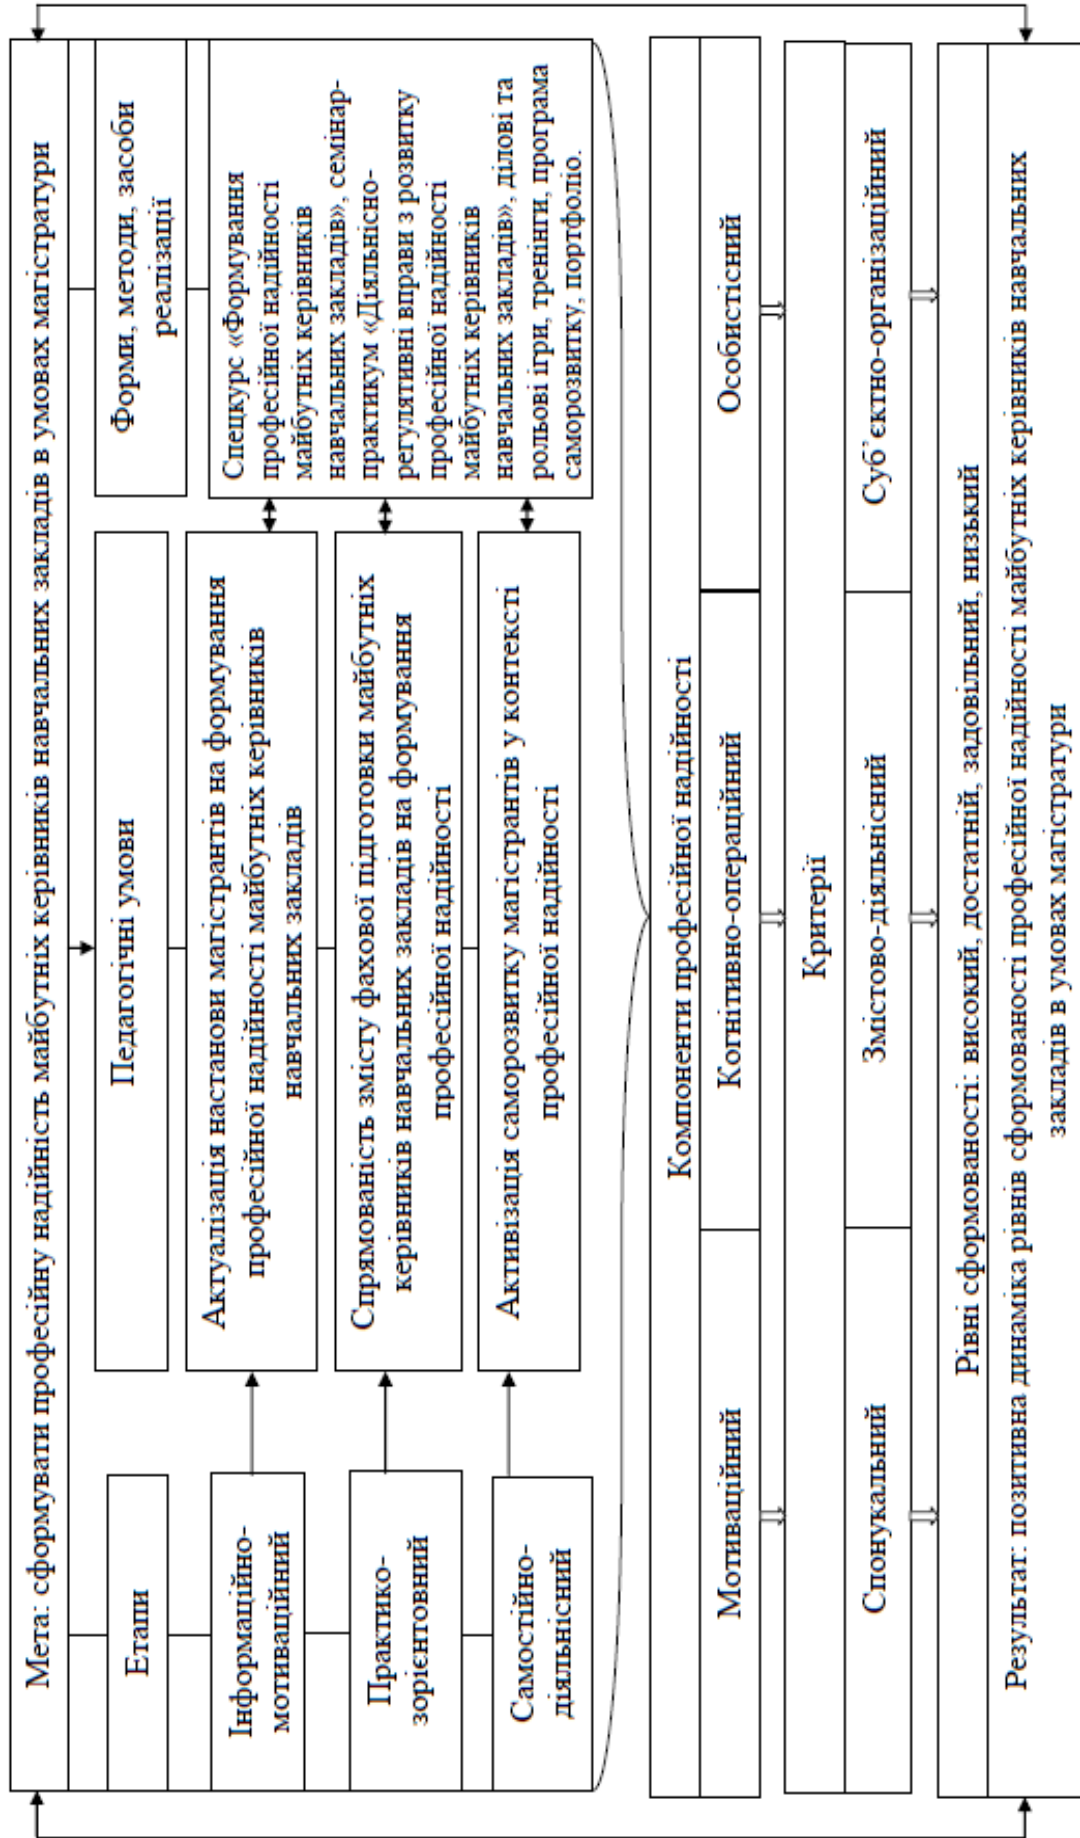 Мета: сформувати професійну надійність майбутніх керівників навчальних закладів в умовах магістратури
Етапи
Педагогічні умови
Форми, методи, засоби
реалізації
Інформаційно-
мотиваційний
Актуалізація настанови магістрантів на формування
професійної надійності майбутніх керівників
навчальних закладів
Практико-
зорієнтовний
Спрямованість змісту фахової підготовки майбутніх
керівників навчальних закладів на формування
професійної надійності
Самостійно-
діяльнісний
Активізація саморозвитку магістрантів у контексті
професійної надійності
Спецкурс «Формування
професійної надійності
майбутніх керівників
навчальних закладів», семінар-
практикум «Діяльнісно-
регулятивні вправи з розвитку
професійної надійності
майбутніх керівників
навчальних закладів», ділові та
рольові ігри, тренінги, програма
саморозвитку, портфоліо.
Компоненти професійної надійності
Мотиваційний
Когнітивно-операційний
Особистісний
Критерії
Спонукальний
Змістово-діяльнісний
Суб’єктно-організаційний
Рівні сформованості: високий, достатній, задовільний, низький
Результат: позитивна динаміка рівнів сформованості професійної надійності майбутніх керівників навчальних
закладів в умовах магістратури